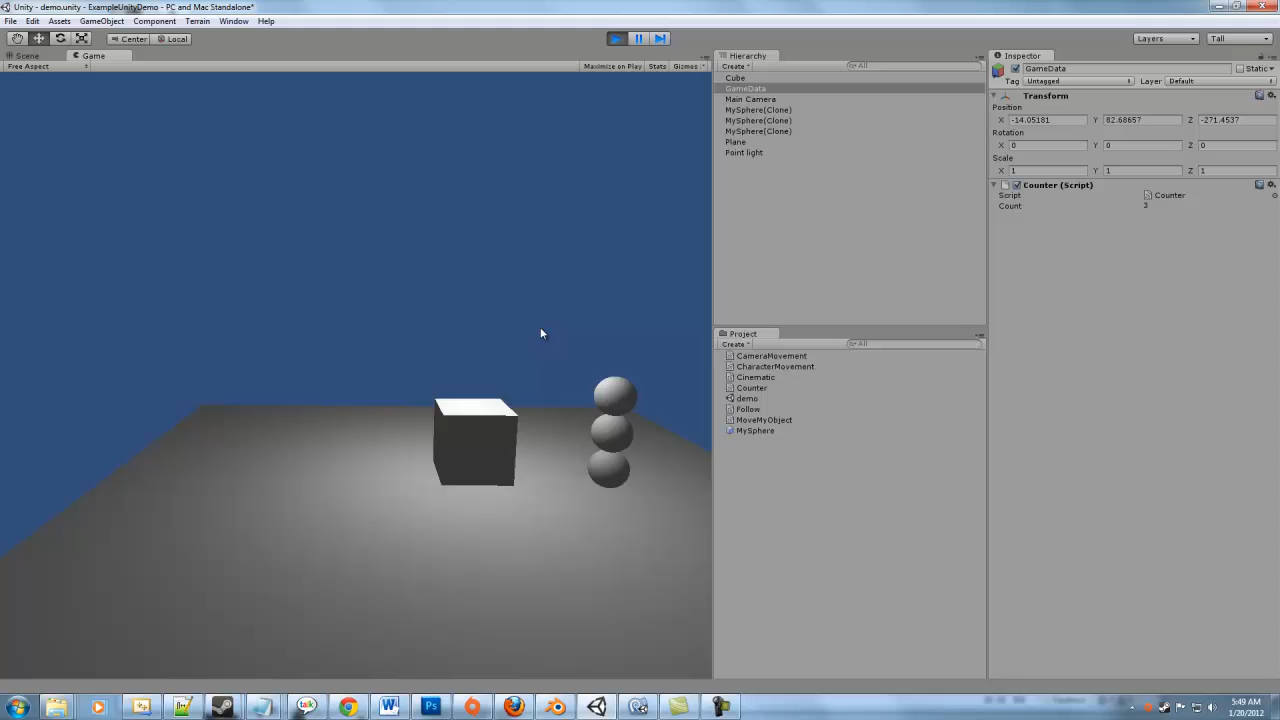 Unity - demo.unity - ExampleUnityDemo - PC and Mac Standalone*
File Edit Assets GameObject Component Terrain Window Help
Center Local Layers Tall
Scene Game Hierarchy Inspector
Free Aspect Maximize on Play Stats Gizmos Create All GameData Static
Cube Tag Untagged Layer Default
GameData
Main Camera Transform
MySphere(Clone) Position
MySphere(Clone) X -14.05181 Y 82.68657 Z -271.4537
MySphere(Clone) Rotation
Plane X 0 Y 0 Z 0
Point light Scale
X 1 Y 1 Z 1
Counter (Script)
Script Counter
Count 3
Project
Create All
CameraMovement
CharacterMovement
Cinematic
Counter
demo
Follow
MoveMyObject
MySphere
talk W Ps
5:49 AM
1/20/2012